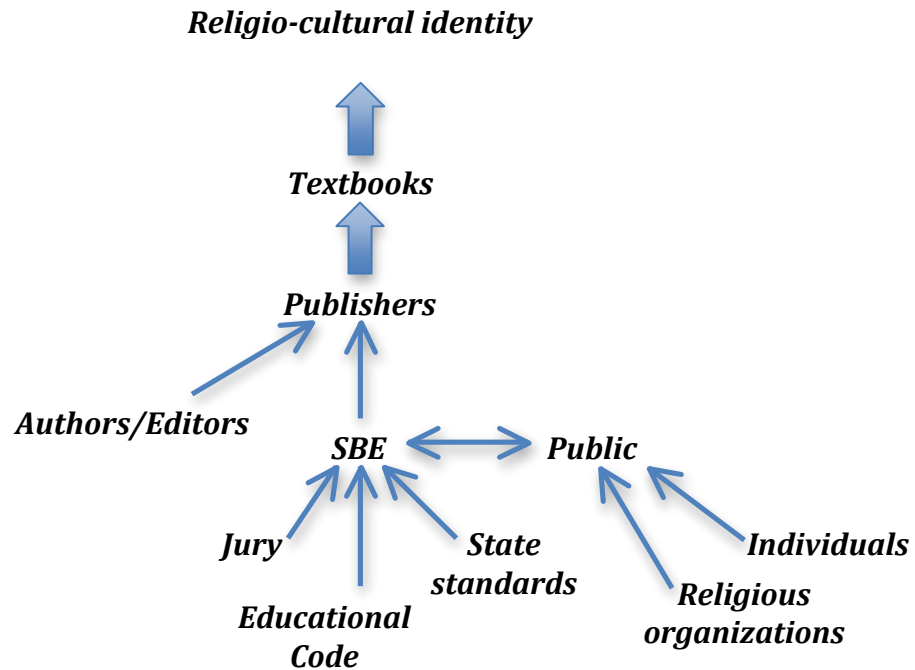 Religio-cultural identity
Textbooks
Publishers
Authors/Editors
SBE
Public
Jury
State
standards
Individuals
Educational
Code
Religious
organizations